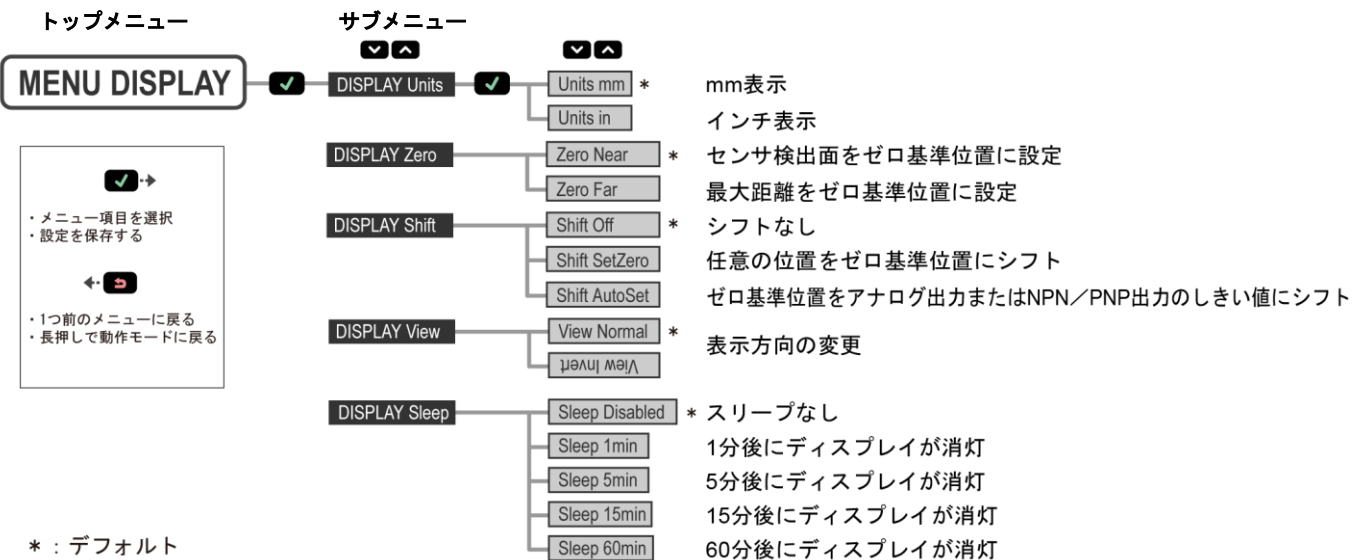 トップメニュー サブメニュー
MENU DISPLAY DISPLAY Units Units mm * mm表示
Units in インチ表示
DISPLAY Zero Zero Near * センサ検出面をゼロ基準位置に設定
Zero Far 最大距離をゼロ基準位置に設定
・メニュー項目を選択
・設定を保存する
・1つ前のメニューに戻る
・長押しで動作モードに戻る
DISPLAY Shift Shift Off * シフトなし
Shift SetZero 任意の位置をゼロ基準位置にシフト
Shift AutoSet ゼロ基準位置をアナログ出力またはNPN／PNP出力のしきい値にシフト
DISPLAY View View Normal * 表示方向の変更
View Invert
DISPLAY Sleep Sleep Disabled * スリープなし
Sleep 1min 1分後にディスプレイが消灯
Sleep 5min 5分後にディスプレイが消灯
Sleep 15min 15分後にディスプレイが消灯
Sleep 60min 60分後にディスプレイが消灯
*：デフォルト